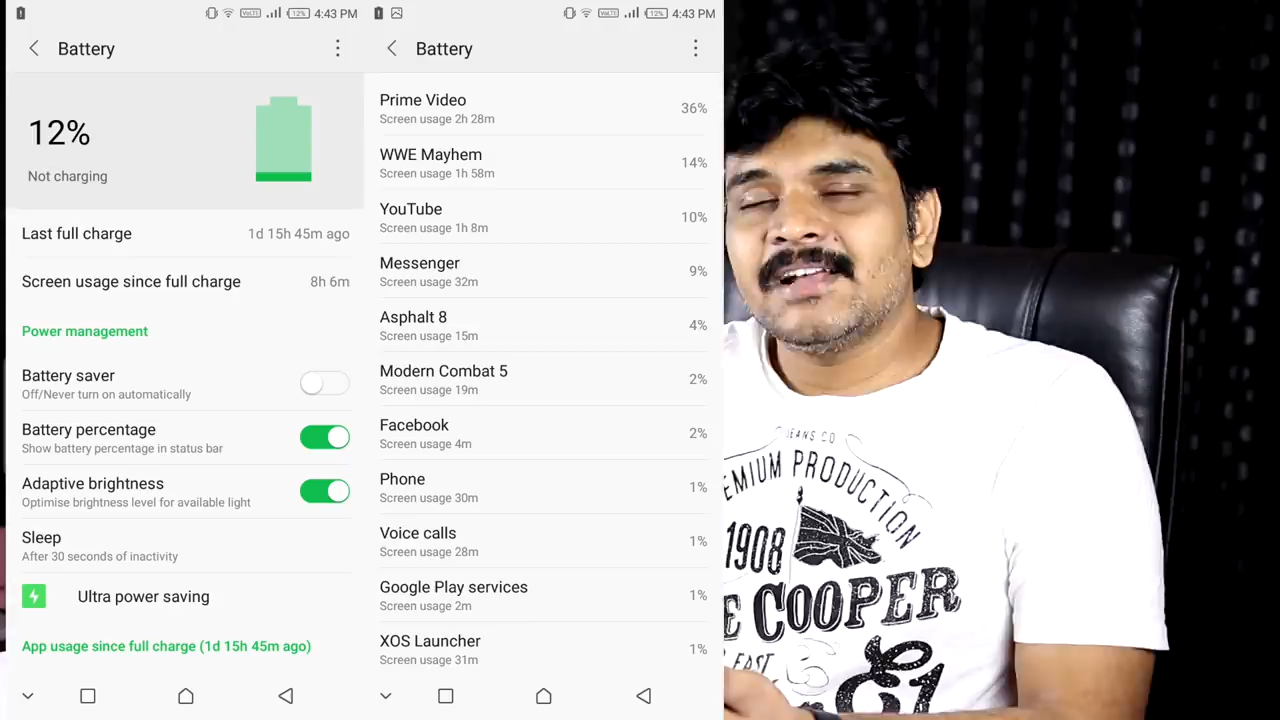 VoLTE 12% 4:43 PM
Battery
12%
Not charging
Last full charge 1d 15h 45m ago
Screen usage since full charge 8h 6m
Power management
Battery saver
Off/Never turn on automatically
Battery percentage
Show battery percentage in status bar
Adaptive brightness
Optimise brightness level for available light
Sleep
After 30 seconds of inactivity
Ultra power saving
App usage since full charge (1d 15h 45m ago)
VoLTE 12% 4:43 PM
Battery
Prime Video 36%
Screen usage 2h 28m
WWE Mayhem 14%
Screen usage 1h 58m
YouTube 10%
Screen usage 1h 8m
Messenger 9%
Screen usage 32m
Asphalt 8 4%
Screen usage 15m
Modern Combat 5 2%
Screen usage 19m
Facebook 2%
Screen usage 4m
Phone 1%
Screen usage 30m
Voice calls 1%
Screen usage 28m
Google Play services 1%
Screen usage 2m
XOS Launcher 1%
Screen usage 31m
JEANS CO
EMIUM PRODUCTION
1908
E COOPER
EAST